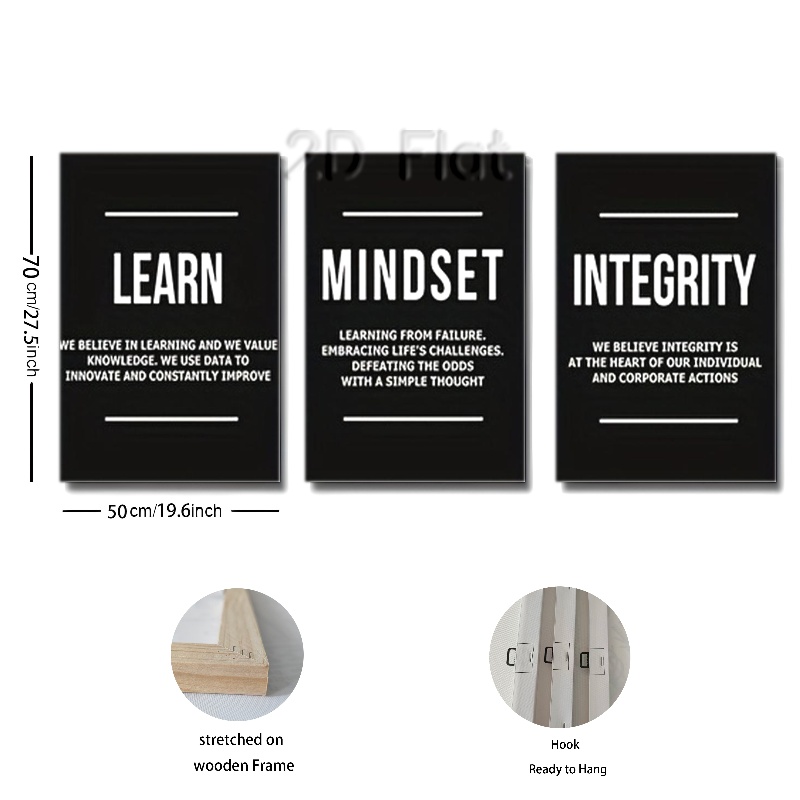 2D Flat
LEARN
WE BELIEVE IN LEARNING AND WE VALUE
KNOWLEDGE. WE USE DATA TO
INNOVATE AND CONSTANTLY IMPROVE
MINDSET
LEARNING FROM FAILURE.
EMBRACING LIFE'S CHALLENGES.
DEFEATING THE ODDS
WITH A SIMPLE THOUGHT
INTEGRITY
WE BELIEVE INTEGRITY IS
AT THE HEART OF OUR INDIVIDUAL
AND CORPORATE ACTIONS
70cm/27.5inch
50cm/19.6inch
stretched on
wooden Frame
Hook
Ready to Hang